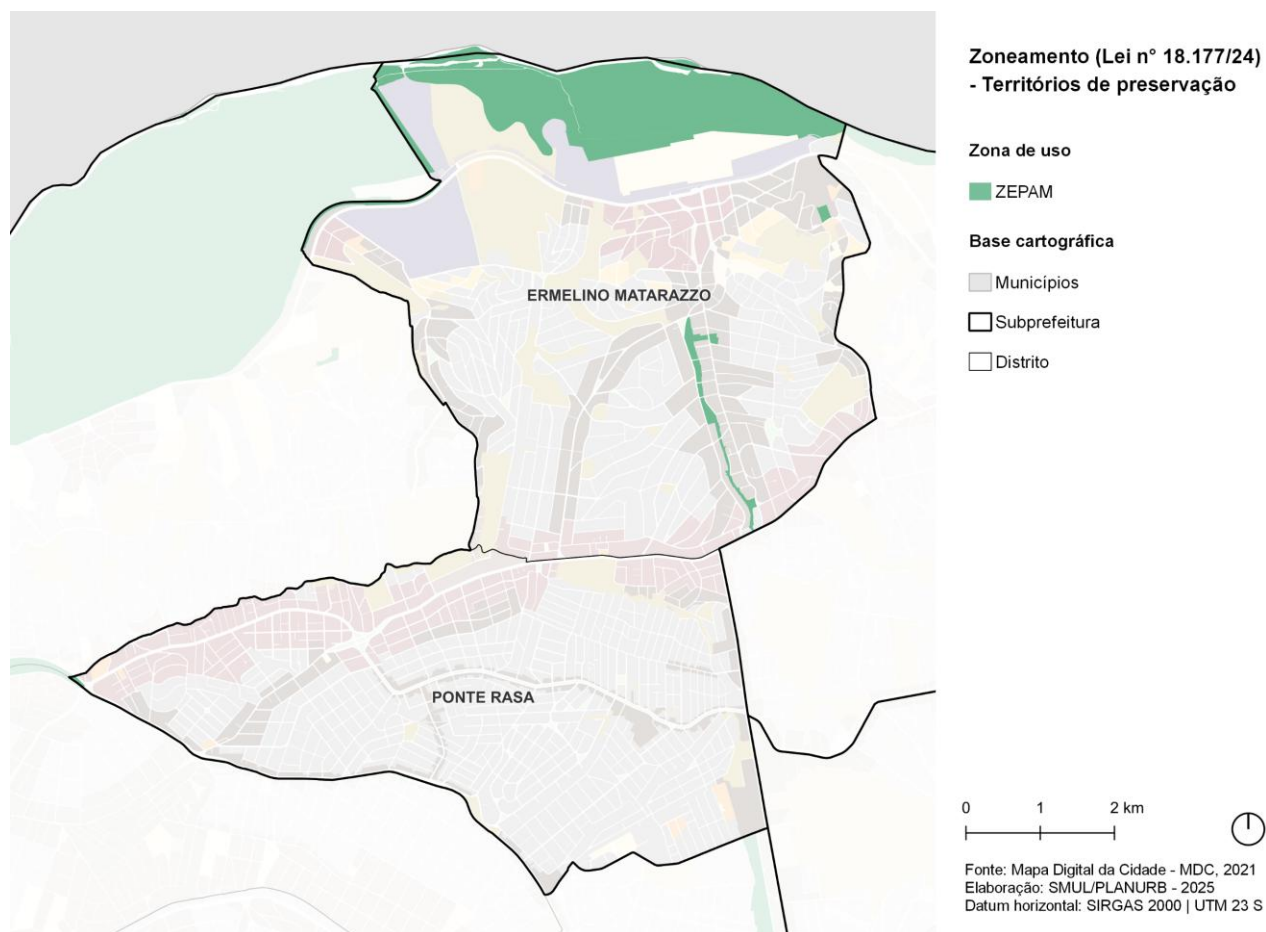 Zoneamento (Lei n° 18.177/24)
- Territórios de preservação
Zona de uso
ZEPAM
Base cartográfica
Municípios
Subprefeitura
Distrito
ERMELINO MATARAZZO
PONTE RASA
0 1 2 km
Fonte: Mapa Digital da Cidade - MDC, 2021
Elaboração: SMUL/PLANURB - 2025
Datum horizontal: SIRGAS 2000 | UTM 23 S